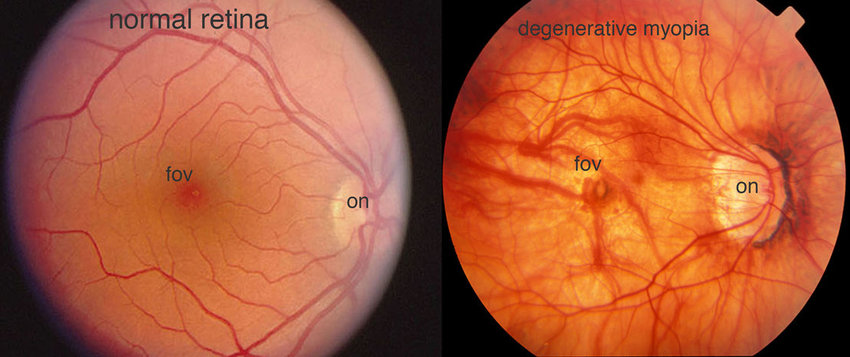 normal retina
fov
on
degenerative myopia
fov
on